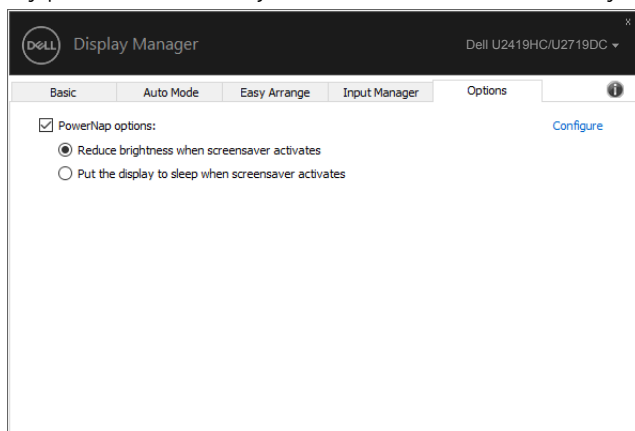 DELL Display Manager
Dell U2419HC/U2719DC
x
Basic Auto Mode Easy Arrange Input Manager Options
PowerNap options:
Configure
Reduce brightness when screensaver activates
Put the display to sleep when screensaver activates